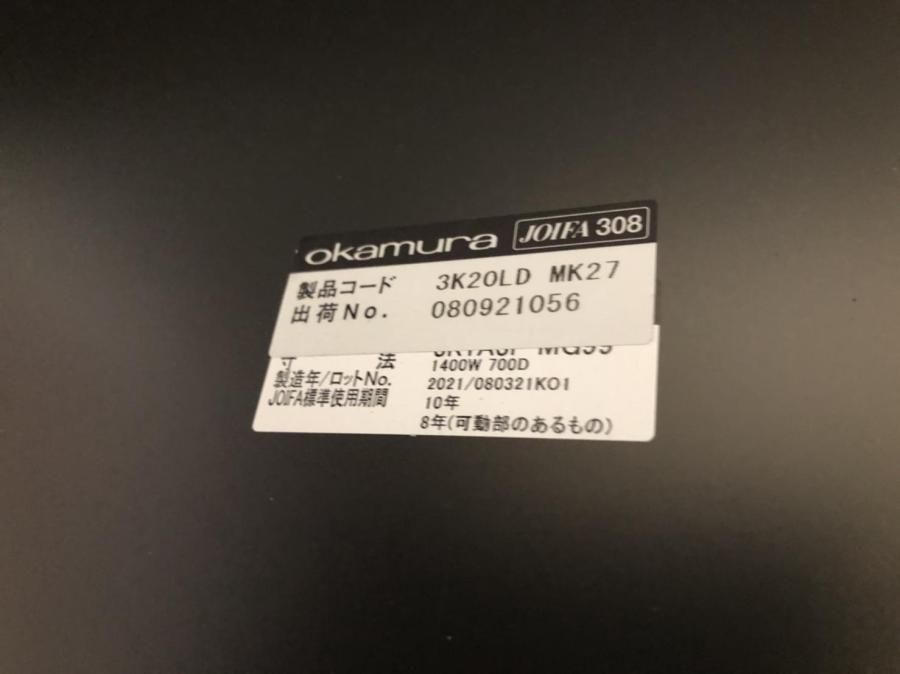 okamura JOIFA 308
製品コード 3K20LD MK27
出荷No. 080921056
寸 法 1400W 700D
製造年/ロットNo. 2021/080321K01
JOIFA標準使用期間 10年
8年(可動部のあるもの)